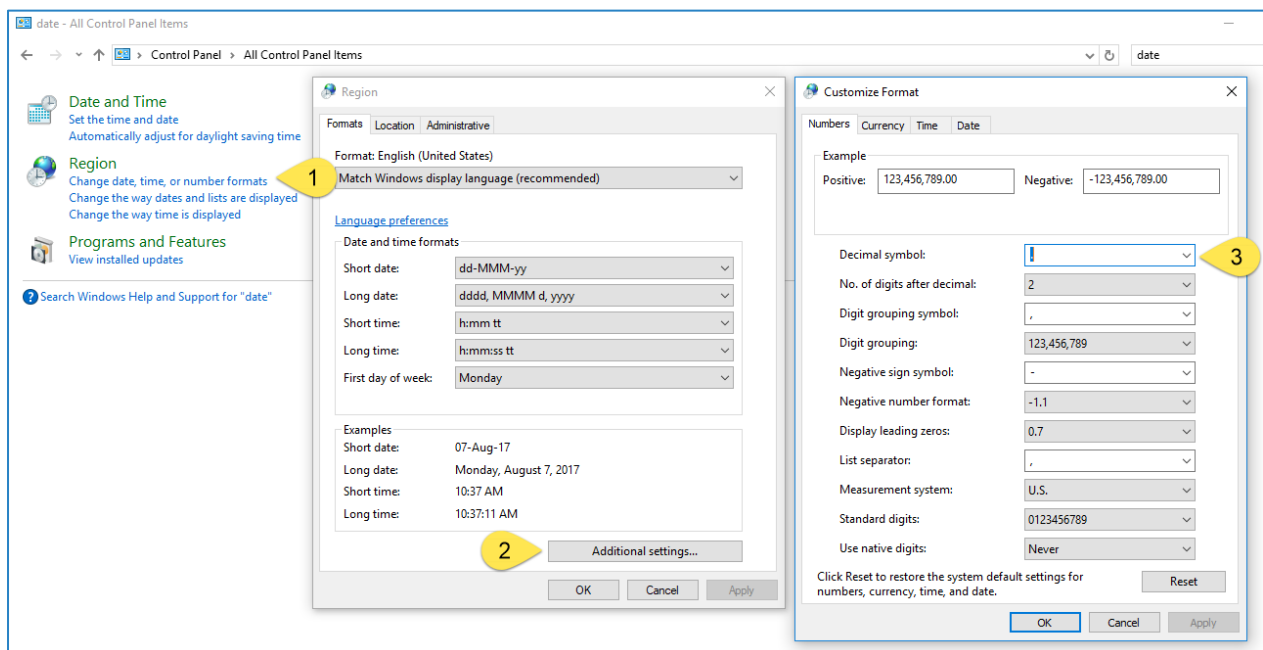 date - All Control Panel Items
Control Panel > All Control Panel Items
date
Date and Time
Set the time and date
Automatically adjust for daylight saving time
Region
Change date, time, or number formats
Change the way dates and lists are displayed
Change the way time is displayed
Programs and Features
View installed updates
? Search Windows Help and Support for "date"
1
Region
Formats Location Administrative
Format: English (United States)
Match Windows display language (recommended)
Language preferences
Date and time formats
Short date: dd-MMM-yy
Long date: dddd, MMMM d, yyyy
Short time: h:mm tt
Long time: h:mm:ss tt
First day of week: Monday
Examples
Short date: 07-Aug-17
Long date: Monday, August 7, 2017
Short time: 10:37 AM
Long time: 10:37:11 AM
2
Additional settings...
OK Cancel Apply
Customize Format
Numbers Currency Time Date
Example
Positive: 123,456,789.00 Negative: -123,456,789.00
Decimal symbol: .
3
No. of digits after decimal: 2
Digit grouping symbol: ,
Digit grouping: 123,456,789
Negative sign symbol: -
Negative number format: -1.1
Display leading zeros: 0.7
List separator: ,
Measurement system: U.S.
Standard digits: 0123456789
Use native digits: Never
Click Reset to restore the system default settings for
numbers, currency, time, and date.
Reset
OK Cancel Apply